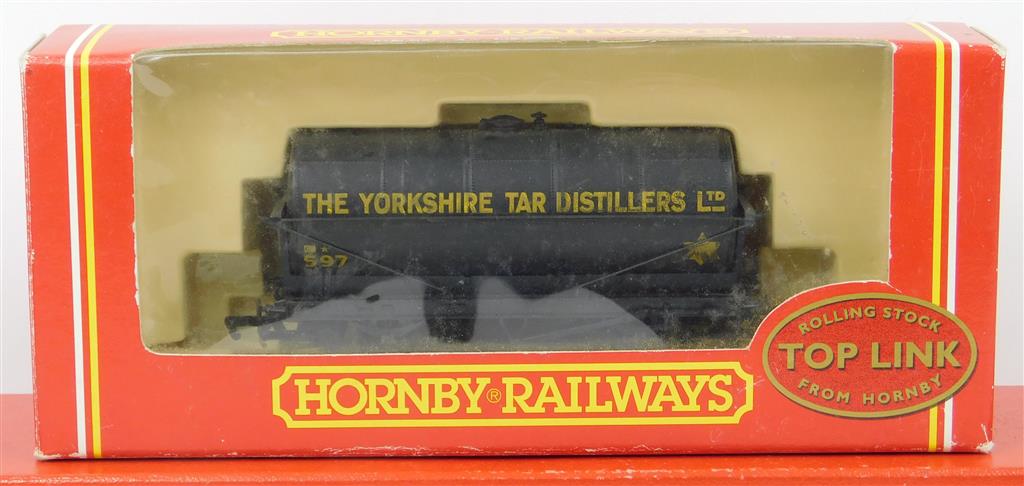 HORNBY RAILWAYS
THE YORKSHIRE TAR DISTILLERS LTD
597
HORNBY® RAILWAYS
ROLLING STOCK
TOP LINK
FROM HORNBY